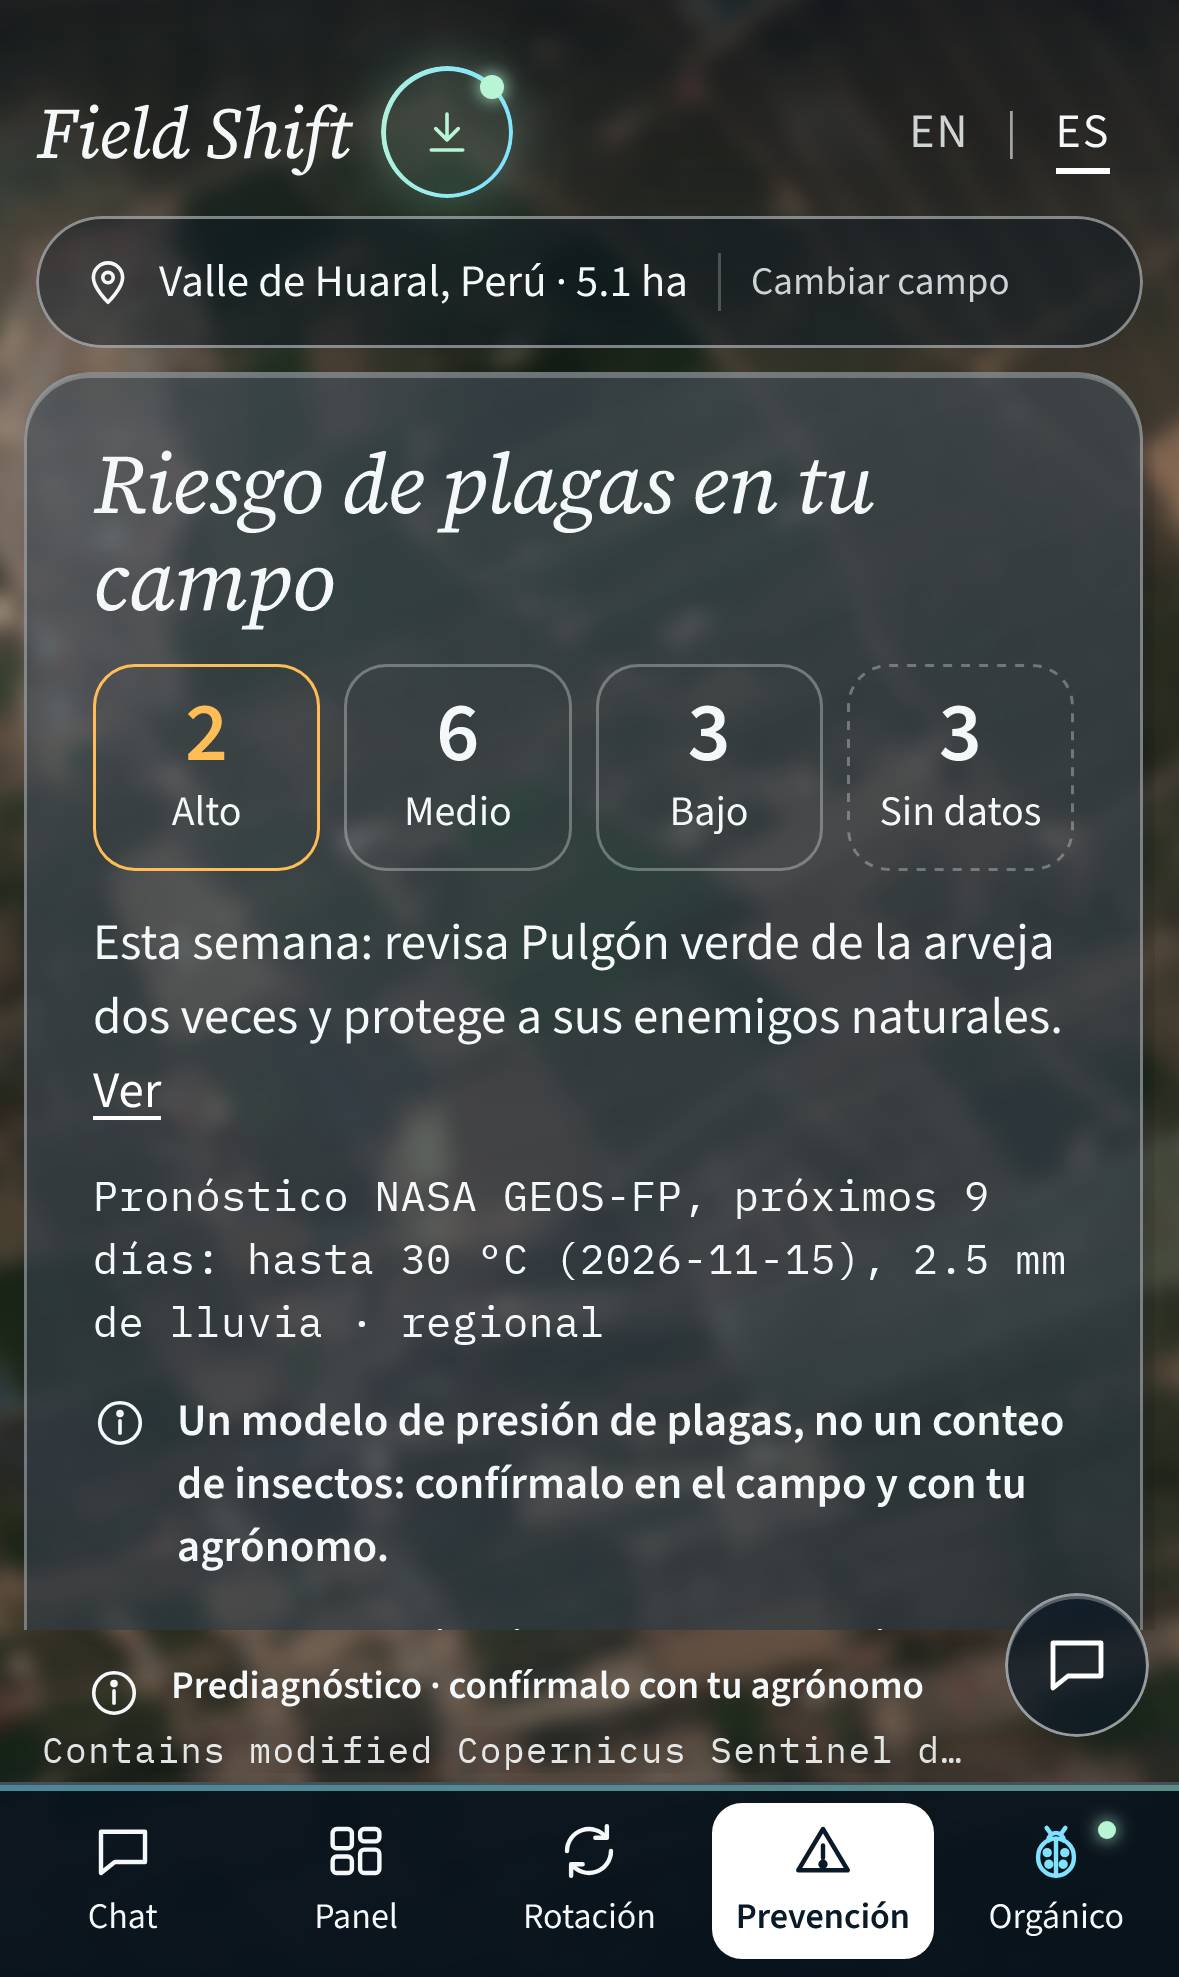 Field Shift
EN | ES
Valle de Huaral, Perú · 5.1 ha | Cambiar campo
Riesgo de plagas en tu
campo
2 6 3 3
Alto Medio Bajo Sin datos
Esta semana: revisa Pulgón verde de la arveja
dos veces y protege a sus enemigos naturales.
Ver
Pronóstico NASA GEOS-FP, próximos 9
días: hasta 30 °C (2026-11-15), 2.5 mm
de lluvia · regional
Un modelo de presión de plagas, no un conteo
de insectos: confírmalo en el campo y con tu
agrónomo.
Prediagnóstico · confírmalo con tu agrónomo
Contains modified Copernicus Sentinel d…
Chat Panel Rotación Prevención Orgánico